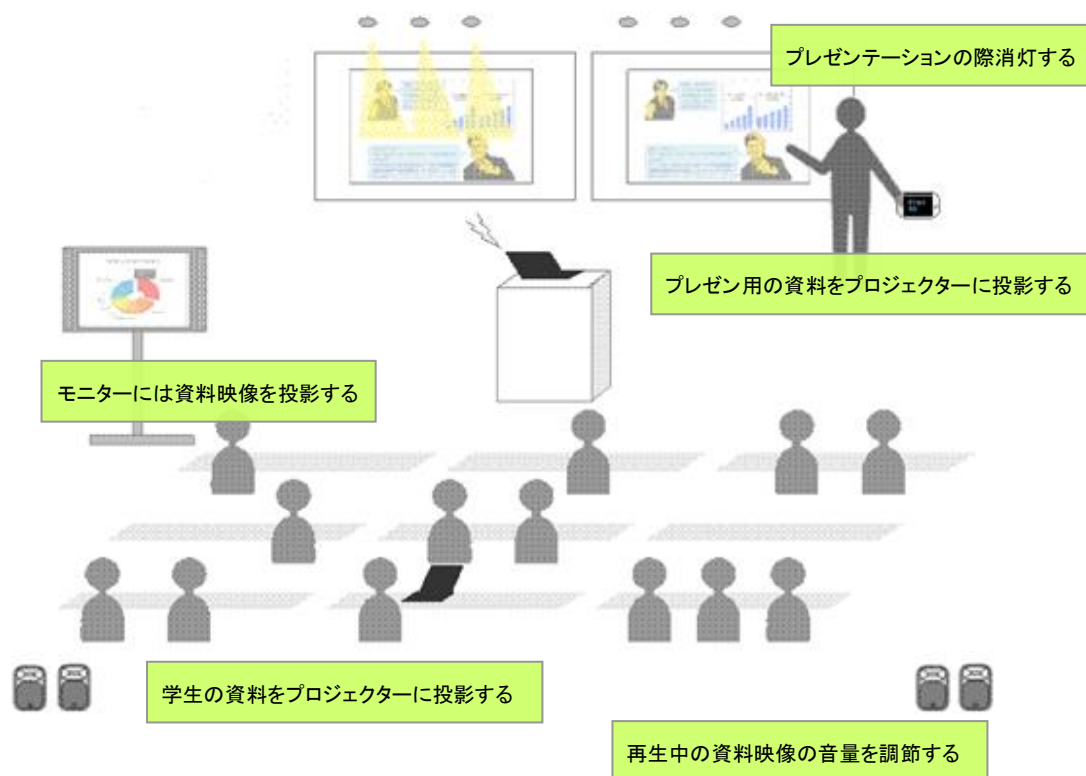 プレゼンテーションの際消灯する
プレゼン用の資料をプロジェクターに投影する
モニターには資料映像を投影する
学生の資料をプロジェクターに投影する
再生中の資料映像の音量を調節する